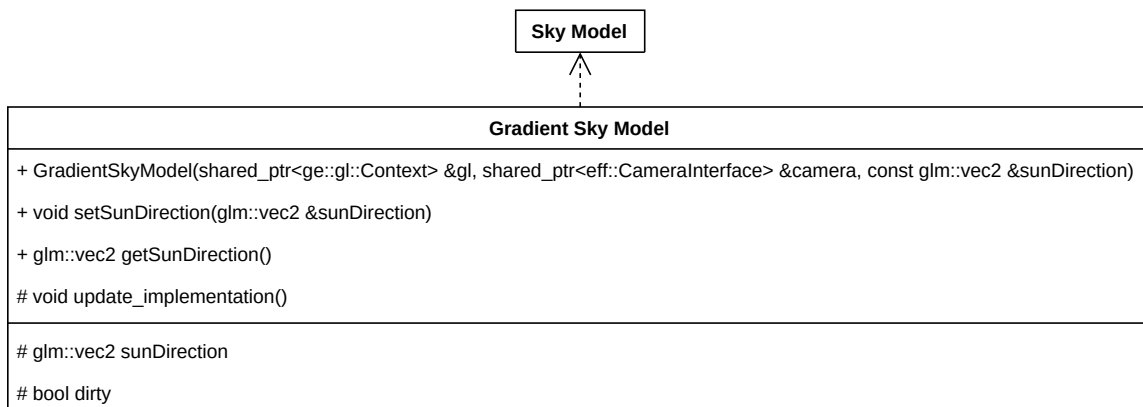 Sky Model
Gradient Sky Model
+ GradientSkyModel(shared_ptr<ge::gl::Context> &gl, shared_ptr<eff::CameraInterface> &camera, const glm::vec2 &sunDirection)
+ void setSunDirection(glm::vec2 &sunDirection)
+ glm::vec2 getSunDirection()
# void update_implementation()
# glm::vec2 sunDirection
# bool dirty